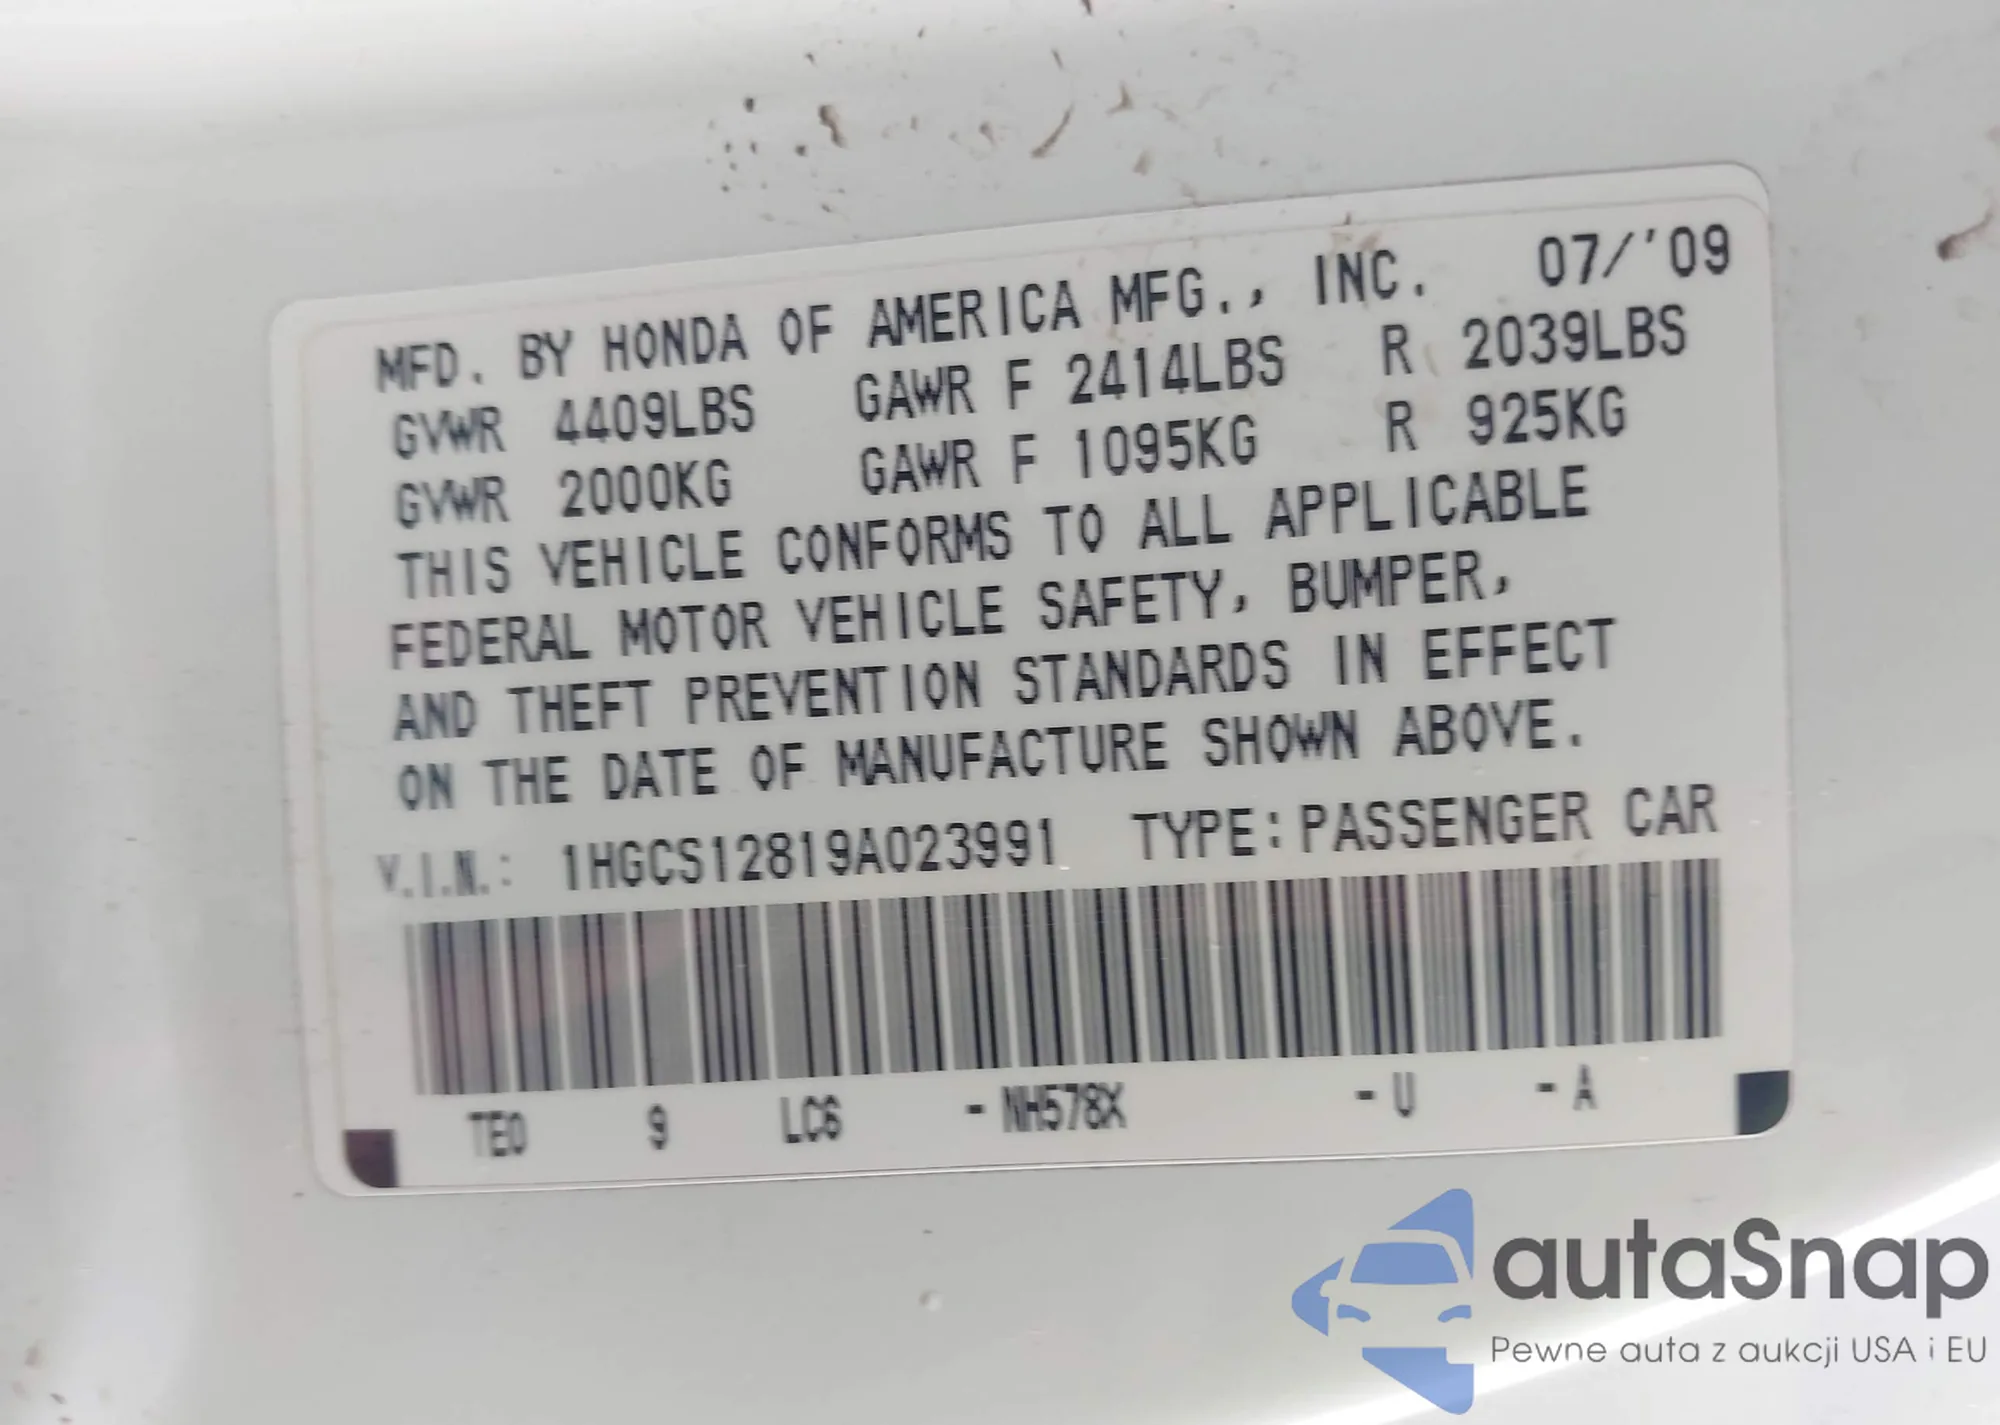 MFD. BY HONDA OF AMERICA MFG., INC. 07/'09
GVWR 4409LBS GAWR F 2414LBS R 2039LBS
GVWR 2000KG GAWR F 1095KG R 925KG
THIS VEHICLE CONFORMS TO ALL APPLICABLE
FEDERAL MOTOR VEHICLE SAFETY, BUMPER,
AND THEFT PREVENTION STANDARDS IN EFFECT
ON THE DATE OF MANUFACTURE SHOWN ABOVE.
V.I.N.: 1HGCS12819A023991 TYPE:PASSENGER CAR
TE0 9 LC6 -NH578X -U -A
autaSnap
Pewne auta z aukcji USA i EU